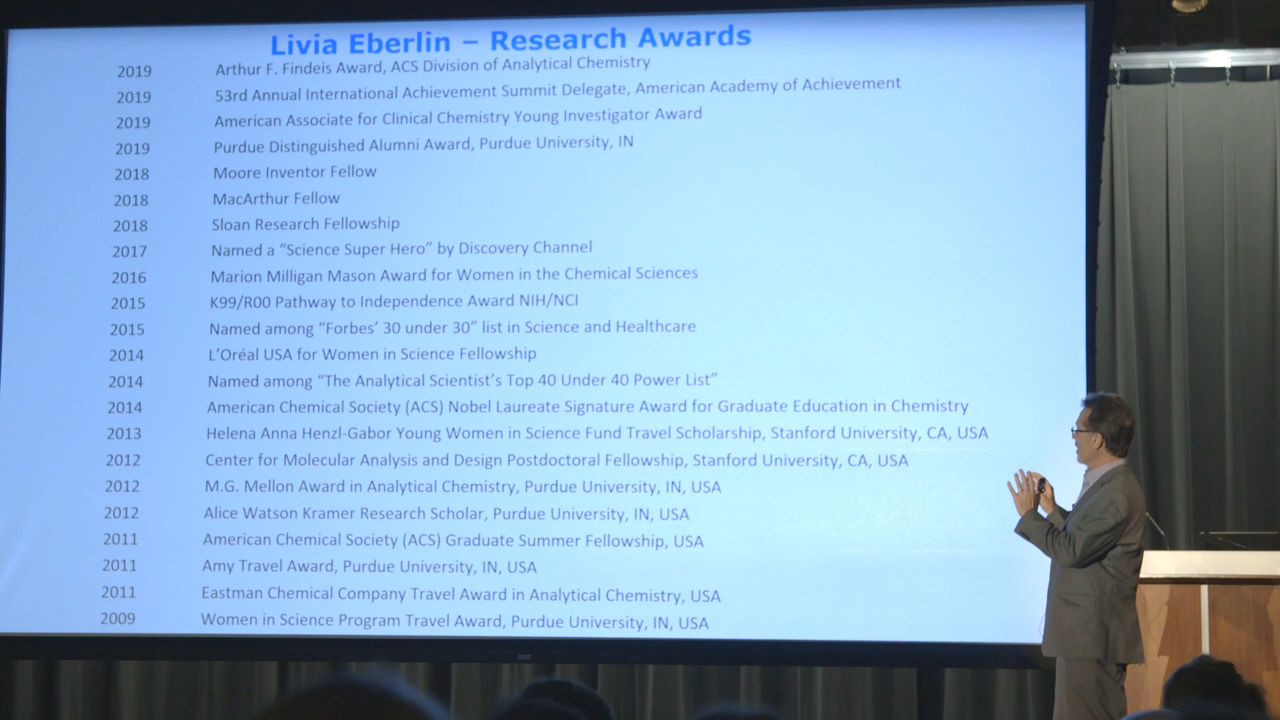 Livia Eberlin – Research Awards
2019 Arthur F. Findeis Award, ACS Division of Analytical Chemistry
2019 53rd Annual International Achievement Summit Delegate, American Academy of Achievement
2019 American Associate for Clinical Chemistry Young Investigator Award
2019 Purdue Distinguished Alumni Award, Purdue University, IN
2018 Moore Inventor Fellow
2018 MacArthur Fellow
2018 Sloan Research Fellowship
2017 Named a “Science Super Hero” by Discovery Channel
2016 Marion Milligan Mason Award for Women in the Chemical Sciences
2015 K99/R00 Pathway to Independence Award NIH/NCI
2015 Named among “Forbes’ 30 under 30” list in Science and Healthcare
2014 L’Oréal USA for Women in Science Fellowship
2014 Named among “The Analytical Scientist’s Top 40 Under 40 Power List”
2014 American Chemical Society (ACS) Nobel Laureate Signature Award for Graduate Education in Chemistry
2013 Helena Anna Henzl-Gabor Young Women in Science Fund Travel Scholarship, Stanford University, CA, USA
2012 Center for Molecular Analysis and Design Postdoctoral Fellowship, Stanford University, CA, USA
2012 M.G. Mellon Award in Analytical Chemistry, Purdue University, IN, USA
2012 Alice Watson Kramer Research Scholar, Purdue University, IN, USA
2011 American Chemical Society (ACS) Graduate Summer Fellowship, USA
2011 Amy Travel Award, Purdue University, IN, USA
2011 Eastman Chemical Company Travel Award in Analytical Chemistry, USA
2009 Women in Science Program Travel Award, Purdue University, IN, USA